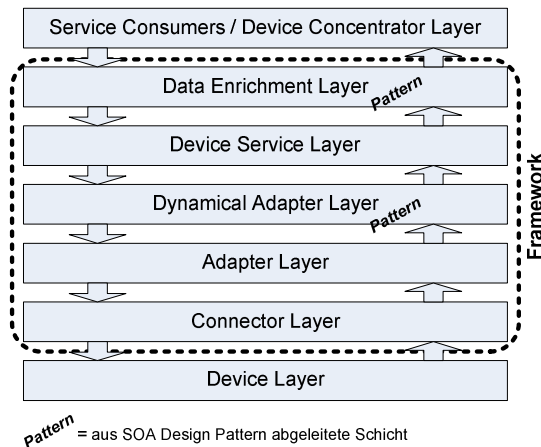 Service Consumers / Device Concentrator Layer
Data Enrichment Layer
Pattern
Device Service Layer
Dynamical Adapter Layer
Pattern
Adapter Layer
Connector Layer
Device Layer
Framework
Pattern = aus SOA Design Pattern abgeleitete Schicht